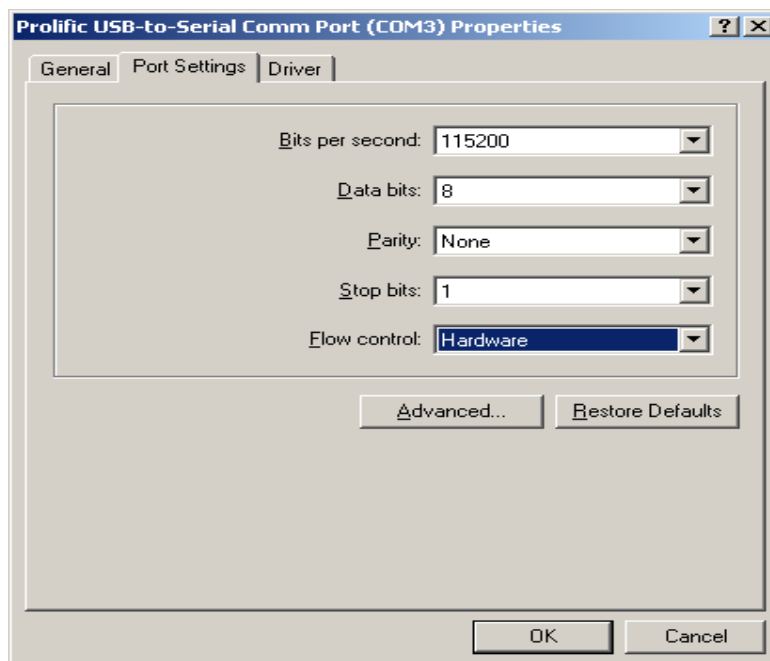 Prolific USB-to-Serial Comm Port (COM3) Properties
General Port Settings Driver
Bits per second: 115200
Data bits: 8
Parity: None
Stop bits: 1
Flow control: Hardware
Advanced... Restore Defaults
OK Cancel